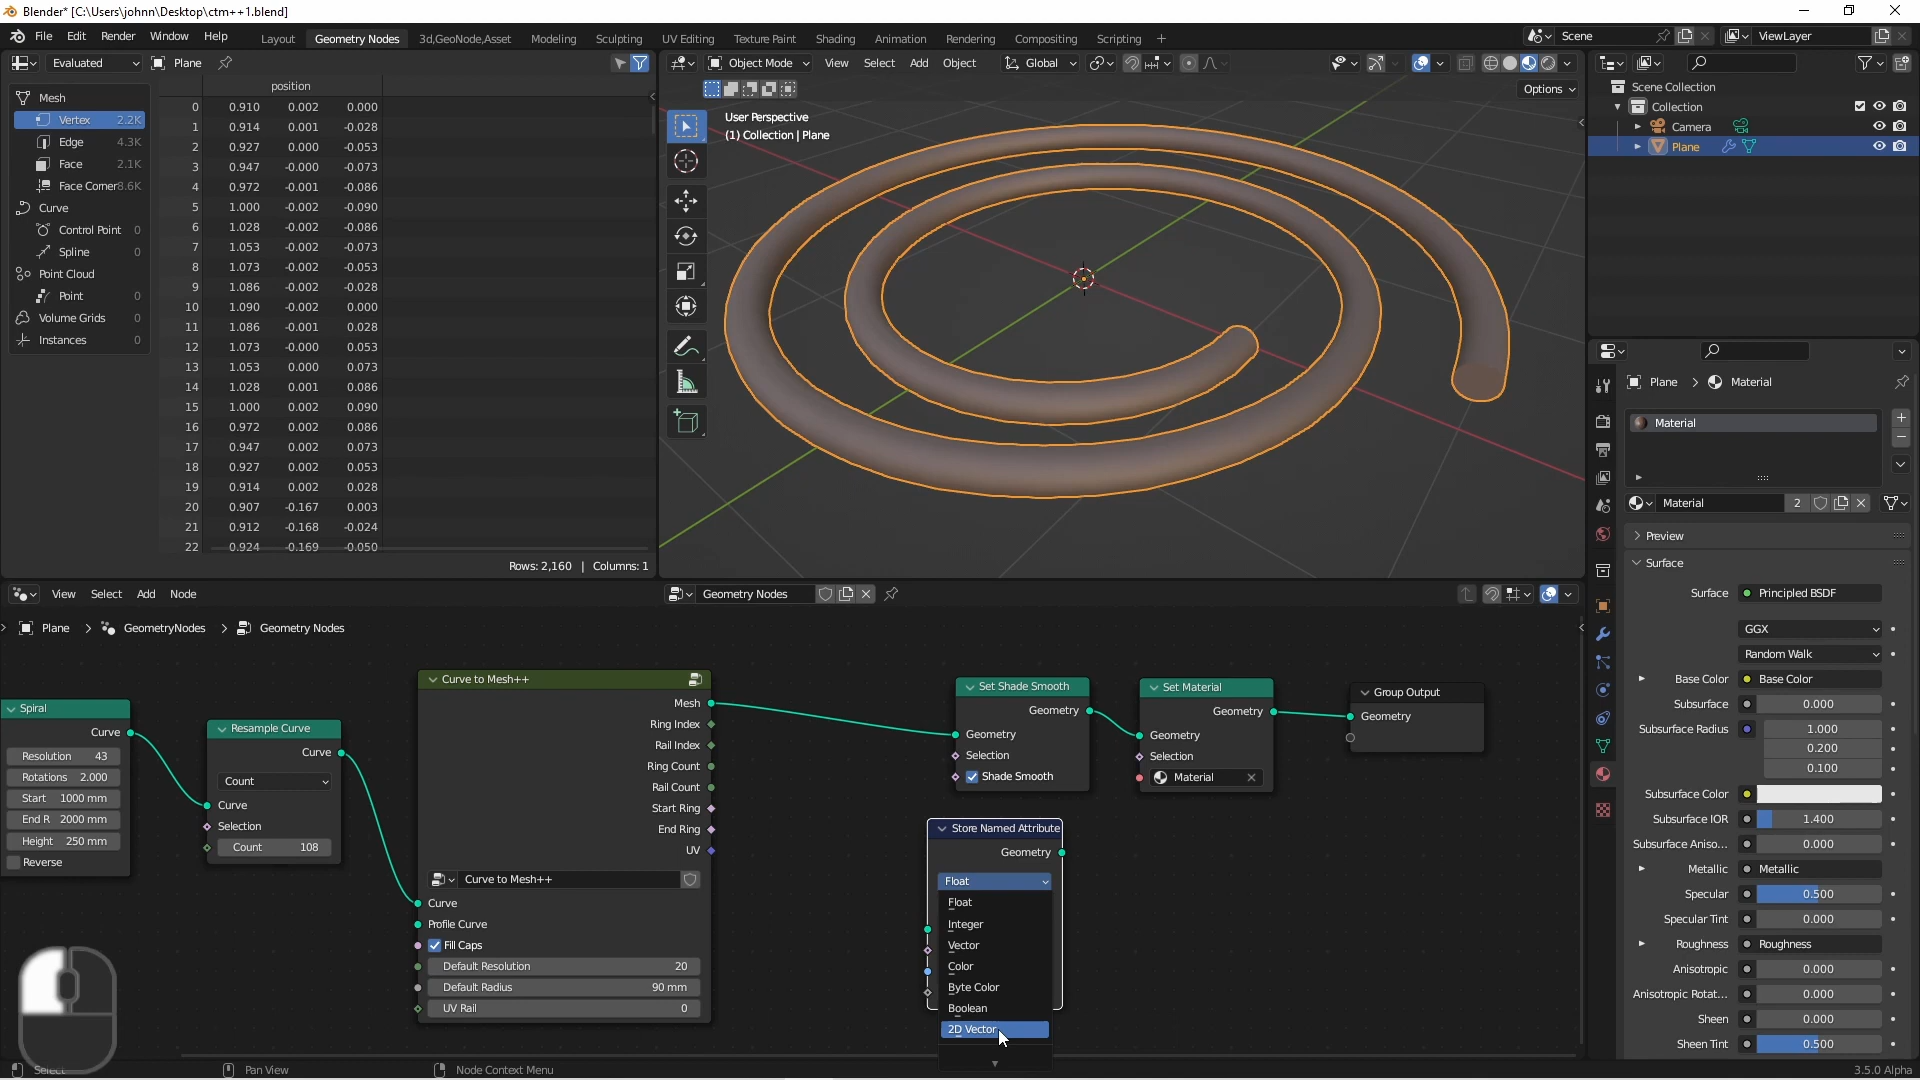 Blender* [C:\Users\johnn\Desktop\ctm++1.blend]
File Edit Render Window Help Layout Geometry Nodes 3d,GeoNode,Asset Modeling Sculpting UV Editing Texture Paint Shading Animation Rendering Compositing Scripting + Scene ViewLayer
Evaluated Plane
position
Mesh
Vertex 2.2K
Edge 4.3K
Face 2.1K
Face Corner 8.6K
Curve
Control Point 0
Spline 0
Point Cloud
Point 0
Volume Grids 0
Instances 0
0 0.910 0.002 0.000
1 0.914 0.001 -0.028
2 0.927 0.000 -0.053
3 0.947 -0.000 -0.073
4 0.972 -0.001 -0.086
5 1.000 -0.002 -0.090
6 1.028 -0.002 -0.086
7 1.053 -0.002 -0.073
8 1.073 -0.002 -0.053
9 1.086 -0.002 -0.028
10 1.090 -0.002 0.000
11 1.086 -0.001 0.028
12 1.073 -0.000 0.053
13 1.053 0.000 0.073
14 1.028 0.001 0.086
15 1.000 0.002 0.090
16 0.972 0.002 0.086
17 0.947 0.002 0.073
18 0.927 0.002 0.053
19 0.914 0.002 0.028
20 0.907 -0.167 0.003
21 0.912 -0.168 -0.024
22 0.924 -0.169 -0.050
Rows: 2,160 | Columns: 1
Object Mode View Select Add Object Global
Options
User Perspective
(1) Collection | Plane
Scene Collection
Collection
Camera
Plane
Plane > Material
Material
Material 2
Preview
Surface
Surface Principled BSDF
GGX
Random Walk
Base Color Base Color
Subsurface 0.000
Subsurface Radius 1.000
0.200
0.100
Subsurface Color
Subsurface IOR 1.400
Subsurface Aniso... 0.000
Metallic Metallic
Specular 0.500
Specular Tint 0.000
Roughness Roughness
Anisotropic 0.000
Anisotropic Rotat... 0.000
Sheen 0.000
Sheen Tint 0.500
View Select Add Node Geometry Nodes
Plane > GeometryNodes > Geometry Nodes
Spiral
Curve
Resolution 43
Rotations 2.000
Start 1000 mm
End R 2000 mm
Height 250 mm
Reverse
Resample Curve
Curve
Count
Curve
Selection
Count 108
Curve to Mesh++
Mesh
Ring Index
Rail Index
Ring Count
Rail Count
Start Ring
End Ring
UV
Curve to Mesh++
Curve
Profile Curve
Fill Caps
Default Resolution 20
Default Radius 90 mm
UV Rail 0
Set Shade Smooth
Geometry
Geometry
Selection
Shade Smooth
Set Material
Geometry
Geometry
Selection
Material
Group Output
Geometry
Store Named Attribute
Geometry
Float
Float
Integer
Vector
Color
Byte Color
Boolean
2D Vector
Select Pan View Node Context Menu 3.5.0 Alpha